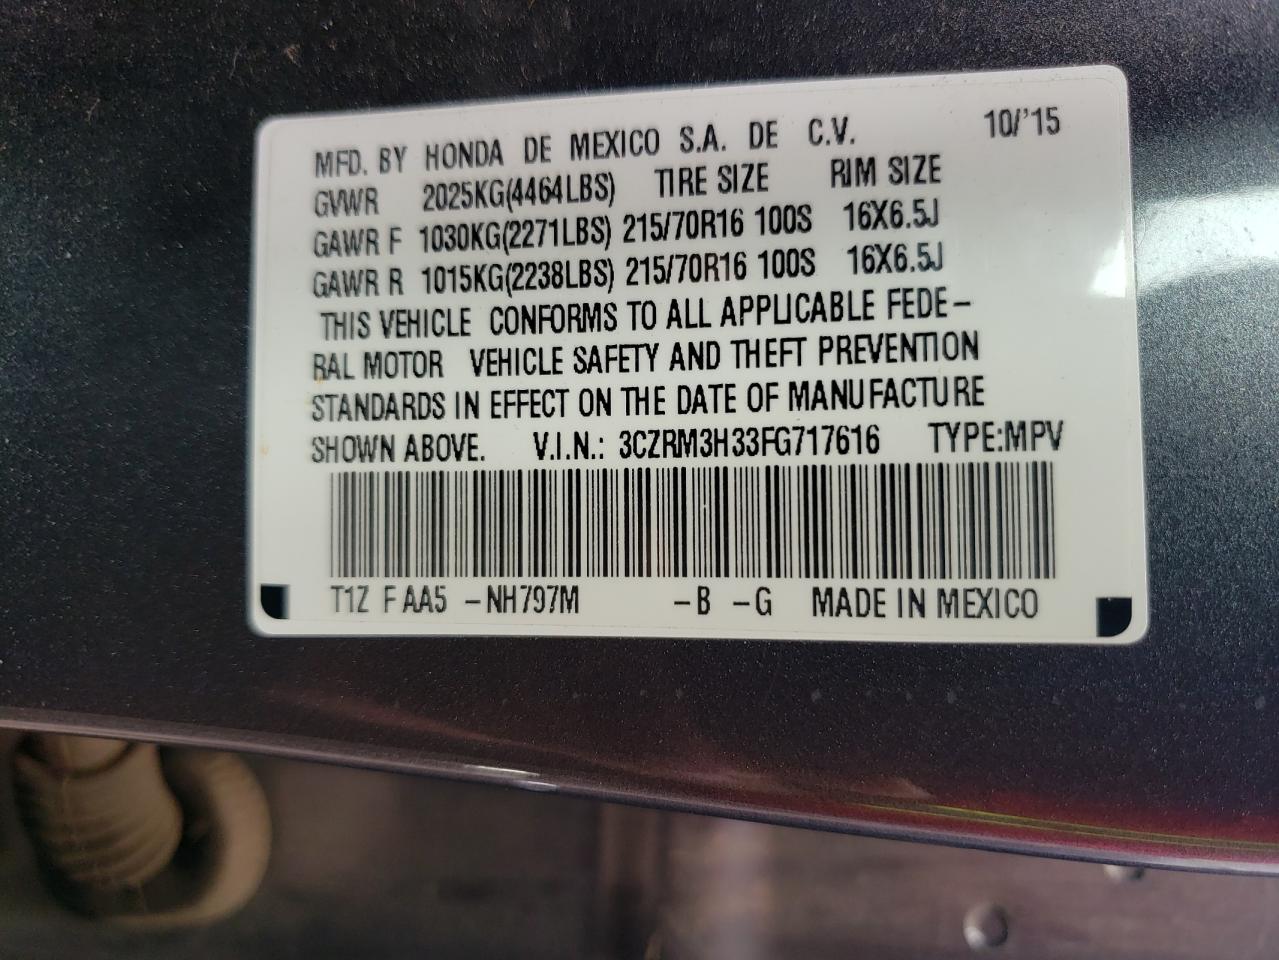 MFD. BY HONDA DE MEXICO S.A. DE C.V. 10/'15
GVWR 2025KG(4464LBS) TIRE SIZE RIM SIZE
GAWR F 1030KG(2271LBS) 215/70R16 100S 16X6.5J
GAWR R 1015KG(2238LBS) 215/70R16 100S 16X6.5J
THIS VEHICLE CONFORMS TO ALL APPLICABLE FEDE-
RAL MOTOR VEHICLE SAFETY AND THEFT PREVENTION
STANDARDS IN EFFECT ON THE DATE OF MANUFACTURE
SHOWN ABOVE. V.I.N.: 3CZRM3H33FG717616 TYPE:MPV
T1Z F AA5 -NH797M -B -G MADE IN MEXICO